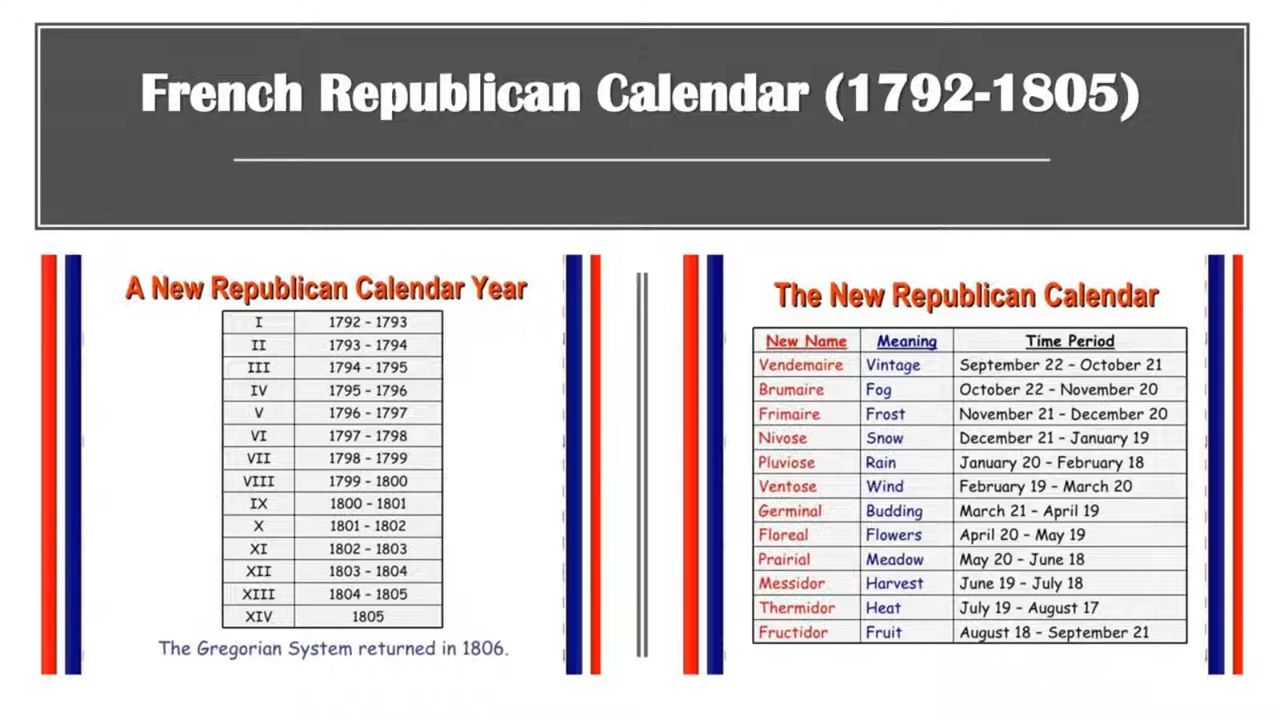 French Republican Calendar (1792-1805)
A New Republican Calendar Year
I 1792 - 1793
II 1793 - 1794
III 1794 - 1795
IV 1795 - 1796
V 1796 - 1797
VI 1797 - 1798
VII 1798 - 1799
VIII 1799 - 1800
IX 1800 - 1801
X 1801 - 1802
XI 1802 - 1803
XII 1803 - 1804
XIII 1804 - 1805
XIV 1805
The Gregorian System returned in 1806.
The New Republican Calendar
New Name Meaning Time Period
Vendemaire Vintage September 22 - October 21
Brumaire Fog October 22 - November 20
Frimaire Frost November 21 - December 20
Nivose Snow December 21 - January 19
Pluviose Rain January 20 - February 18
Ventose Wind February 19 - March 20
Germinal Budding March 21 - April 19
Floreal Flowers April 20 - May 19
Prairial Meadow May 20 - June 18
Messidor Harvest June 19 - July 18
Thermidor Heat July 19 - August 17
Fructidor Fruit August 18 - September 21